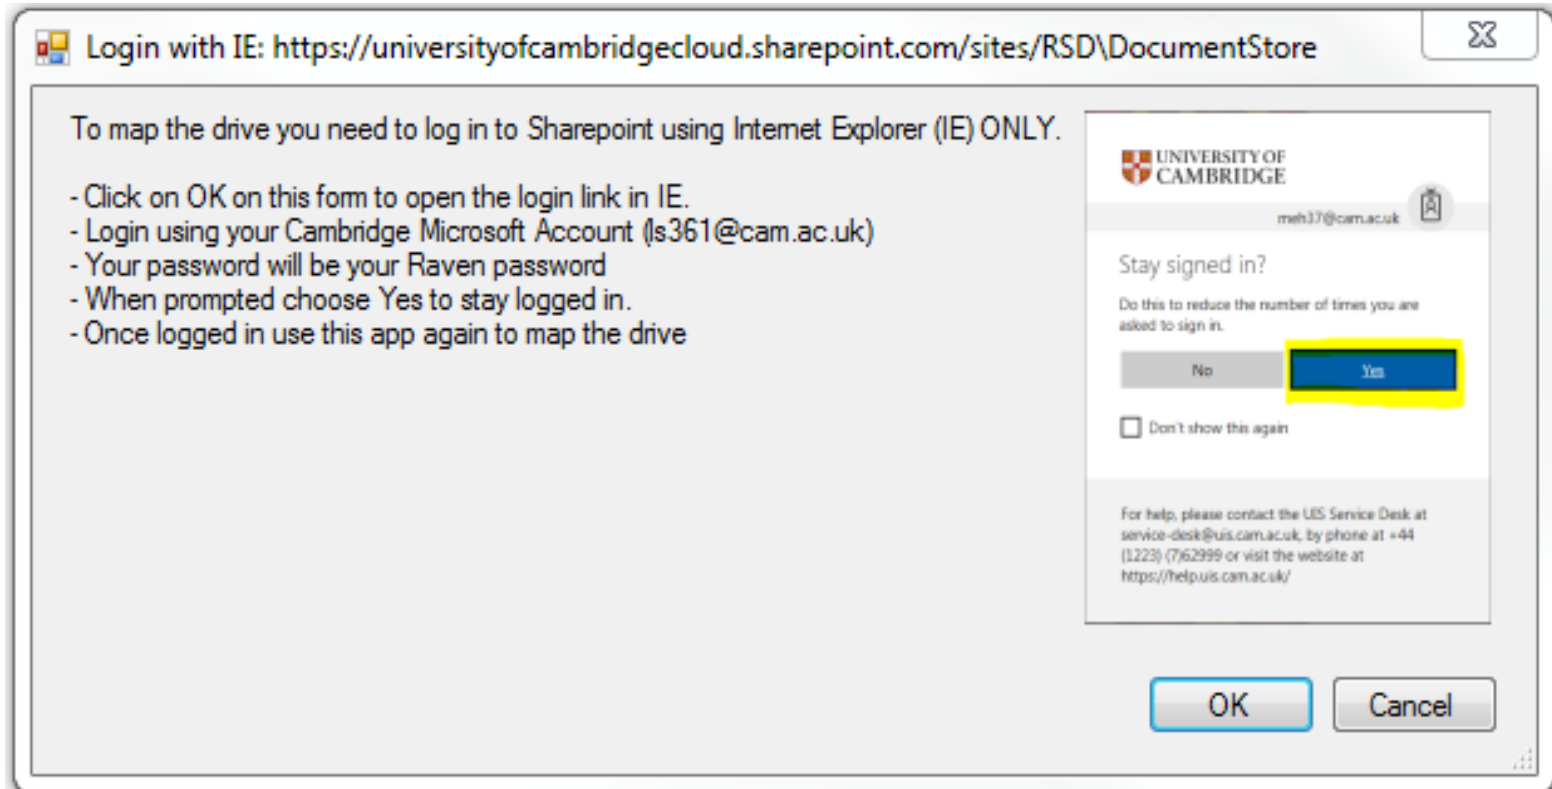 Login with IE: https://universityofcambridgecloud.sharepoint.com/sites/RSD\DocumentStore
To map the drive you need to log in to Sharepoint using Internet Explorer (IE) ONLY.
- Click on OK on this form to open the login link in IE.
- Login using your Cambridge Microsoft Account (ls361@cam.ac.uk)
- Your password will be your Raven password
- When prompted choose Yes to stay logged in.
- Once logged in use this app again to map the drive
UNIVERSITY OF
CAMBRIDGE
meh37@cam.ac.uk
Stay signed in?
Do this to reduce the number of times you are
asked to sign in.
No
Yes
Don't show this again
For help, please contact the UIS Service Desk at
service-desk@uis.cam.ac.uk, by phone at +44
(1223) (7)62999 or visit the website at
https://help.uis.cam.ac.uk/
OK
Cancel